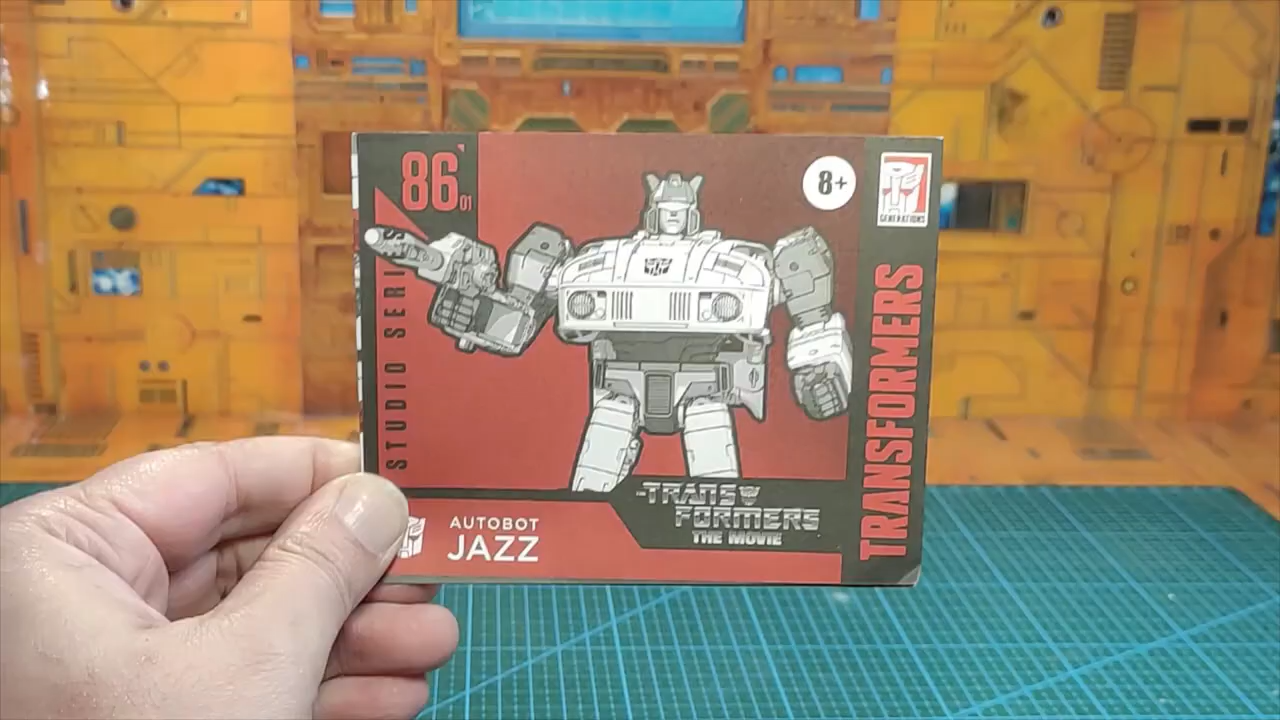 86'
01
8+
GENERATIONS
STUDIO SERI
TRANSFORMERS
TRANS
FORMERS
THE MOVIE
AUTOBOT
JAZZ